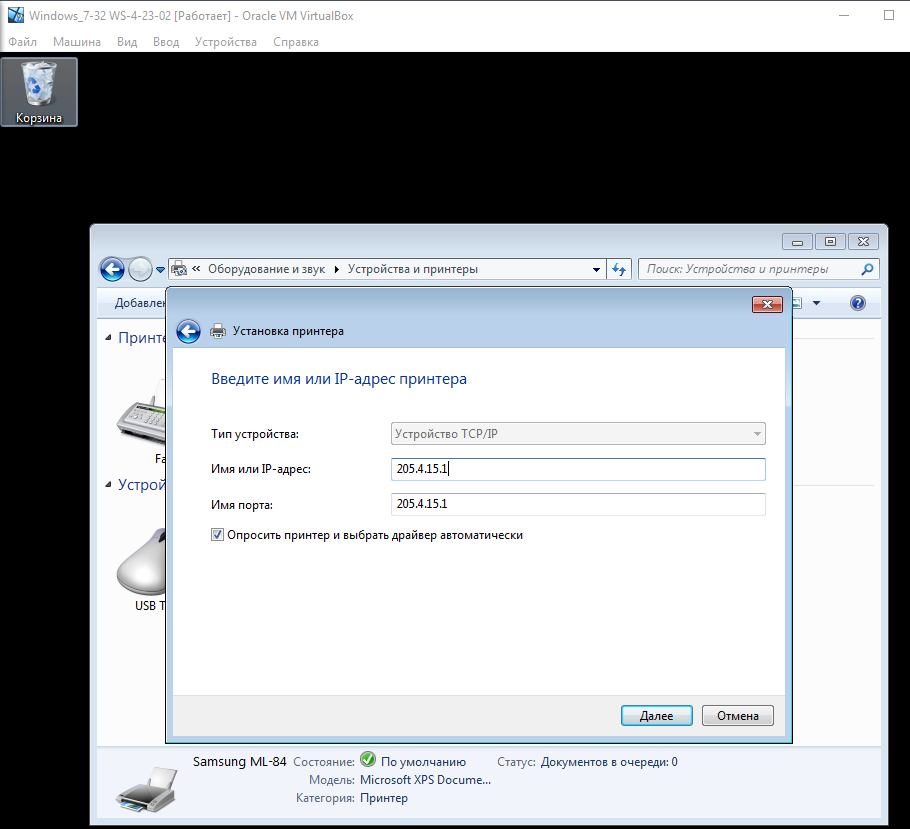 Windows_7-32 WS-4-23-02 [Работает] - Oracle VM VirtualBox
Файл Машина Вид Ввод Устройства Справка
Корзина
« Оборудование и звук Устройства и принтеры Поиск: Устройства и принтеры
Добавлен
Установка принтера
Принте
Введите имя или IP-адрес принтера
Тип устройства: Устройство TCP/IP
Fa
Имя или IP-адрес: 205.4.15.1
Устрой
Имя порта: 205.4.15.1
Опросить принтер и выбрать драйвер автоматически
USB T
Далее Отмена
Samsung ML-84 Состояние: По умолчанию Статус: Документов в очереди: 0
Модель: Microsoft XPS Docume...
Категория: Принтер